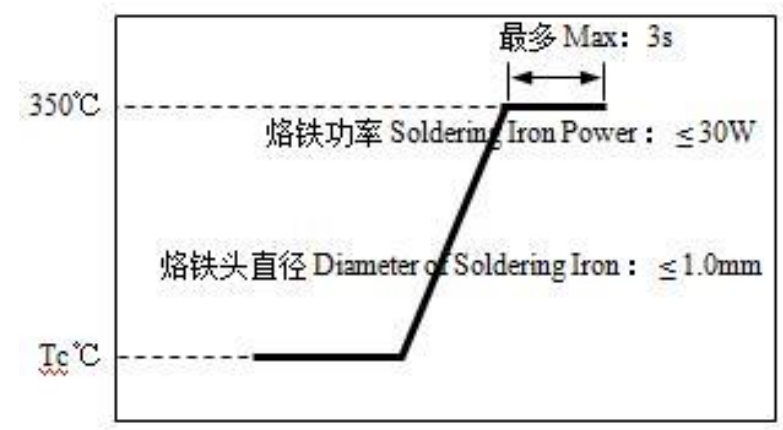 最多 Max：3s
350℃
烙铁功率 Soldering Iron Power：≤30W
烙铁头直径 Diameter of Soldering Iron：≤1.0mm
Tc℃